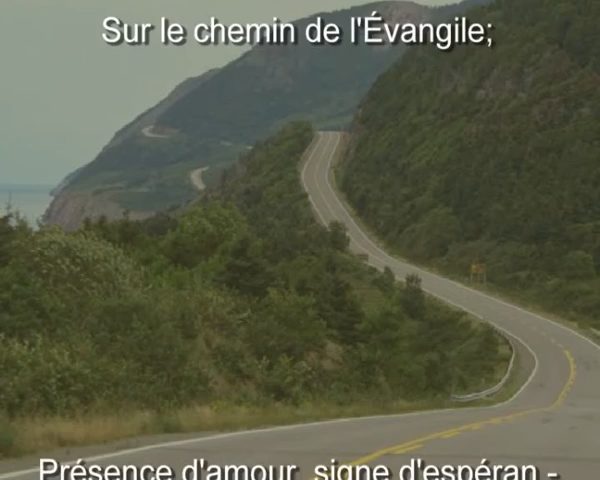 Sur le chemin de l'Évangile;
Présence d'amour, signe d'espéran -